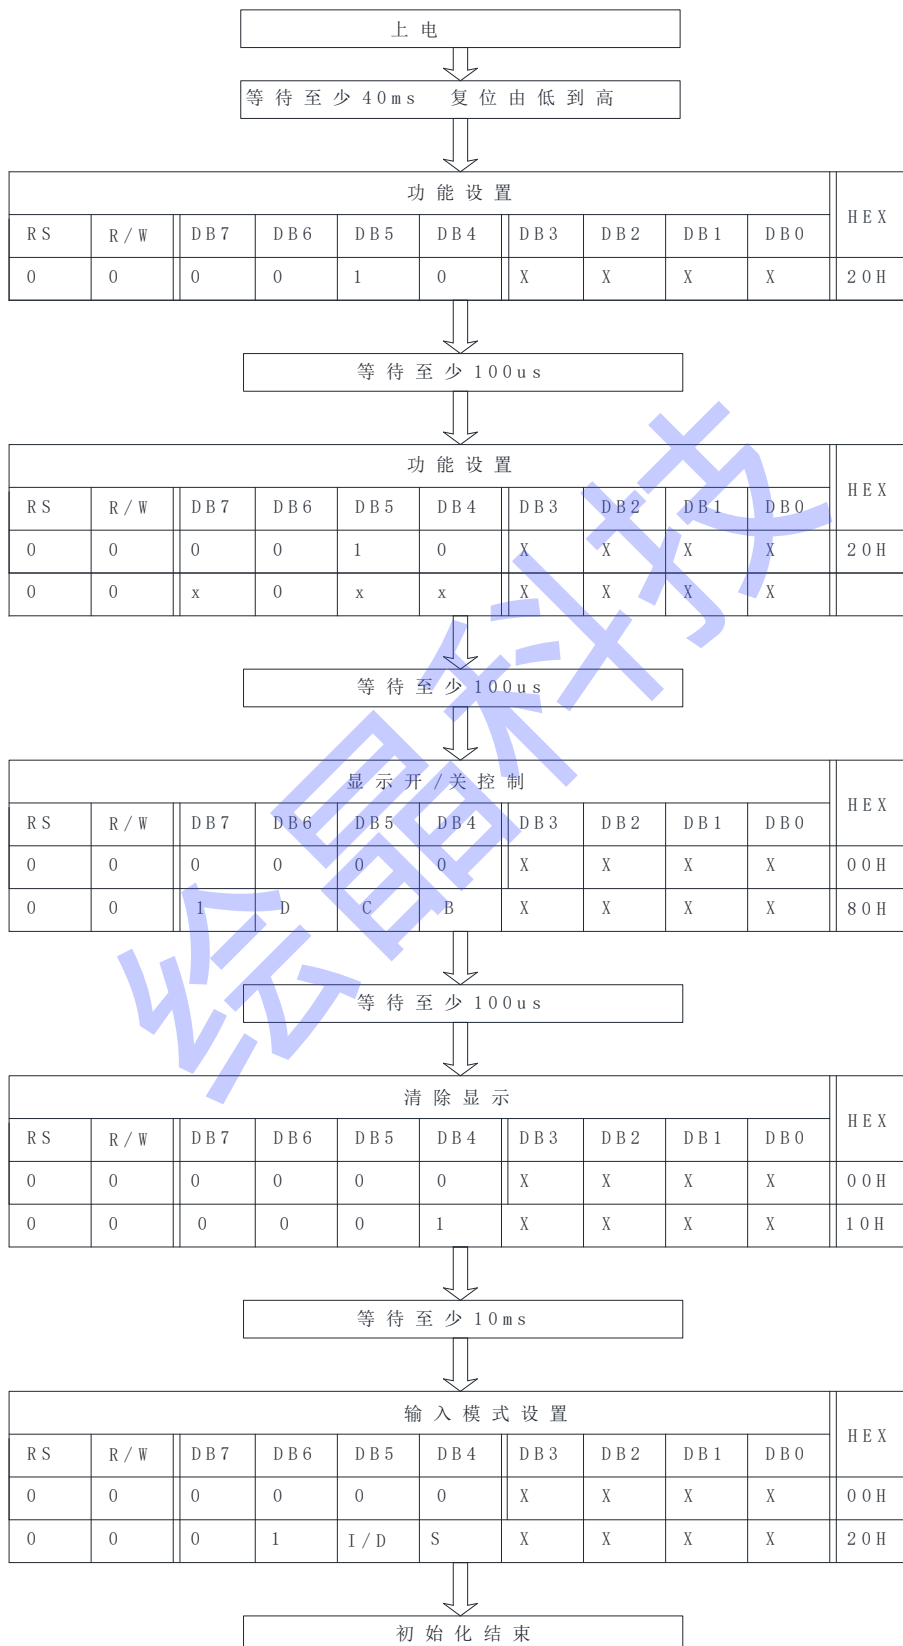 上电
等待至少40ms 复位由低到高
功能设置 HEX
RS R/W DB7 DB6 DB5 DB4 DB3 DB2 DB1 DB0
0 0 0 0 1 0 X X X X 20H
等待至少100us
功能设置 HEX
RS R/W DB7 DB6 DB5 DB4 DB3 DB2 DB1 DB0
0 0 0 0 1 0 X X X X 20H
0 0 x 0 x x X X X X
等待至少100us
显示开/关控制 HEX
RS R/W DB7 DB6 DB5 DB4 DB3 DB2 DB1 DB0
0 0 0 0 0 0 X X X X 00H
0 0 1 D C B X X X X 80H
等待至少100us
清除显示 HEX
RS R/W DB7 DB6 DB5 DB4 DB3 DB2 DB1 DB0
0 0 0 0 0 0 X X X X 00H
0 0 0 0 0 1 X X X X 10H
等待至少10ms
输入模式设置 HEX
RS R/W DB7 DB6 DB5 DB4 DB3 DB2 DB1 DB0
0 0 0 0 0 0 X X X X 00H
0 0 0 1 I/D S X X X X 20H
初始化结束
绘晶科技